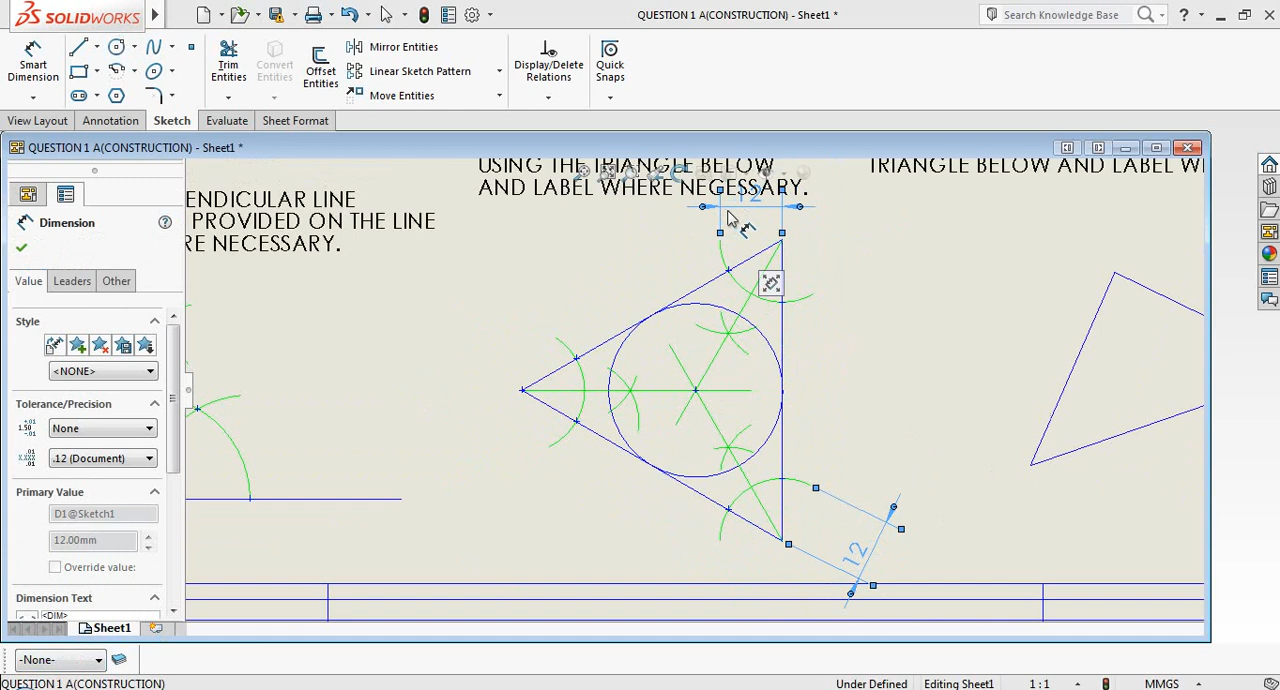 SOLIDWORKS
QUESTION 1 A(CONSTRUCTION) - Sheet1 *
Search Knowledge Base
?
Smart
Dimension
Trim
Entities
Convert
Entities
Offset
Entities
Mirror Entities
Linear Sketch Pattern
Move Entities
Display/Delete
Relations
Quick
Snaps
View Layout
Annotation
Sketch
Evaluate
Sheet Format
QUESTION 1 A(CONSTRUCTION) - Sheet1 *
Dimension
Value
Leaders
Other
Style
<NONE>
Tolerance/Precision
None
.12 (Document)
Primary Value
D1@Sketch1
12.00mm
Override value:
Dimension Text
<DIM>
ENDICULAR LINE
PROVIDED ON THE LINE
RE NECESSARY.
USING THE TRIANGLE BELOW
AND LABEL WHERE NECESSARY.
TRIANGLE BELOW AND LABEL WH
12
12
Sheet1
-None-
QUESTION 1 A(CONSTRUCTION)
Under Defined
Editing Sheet1
1 : 1
MMGS